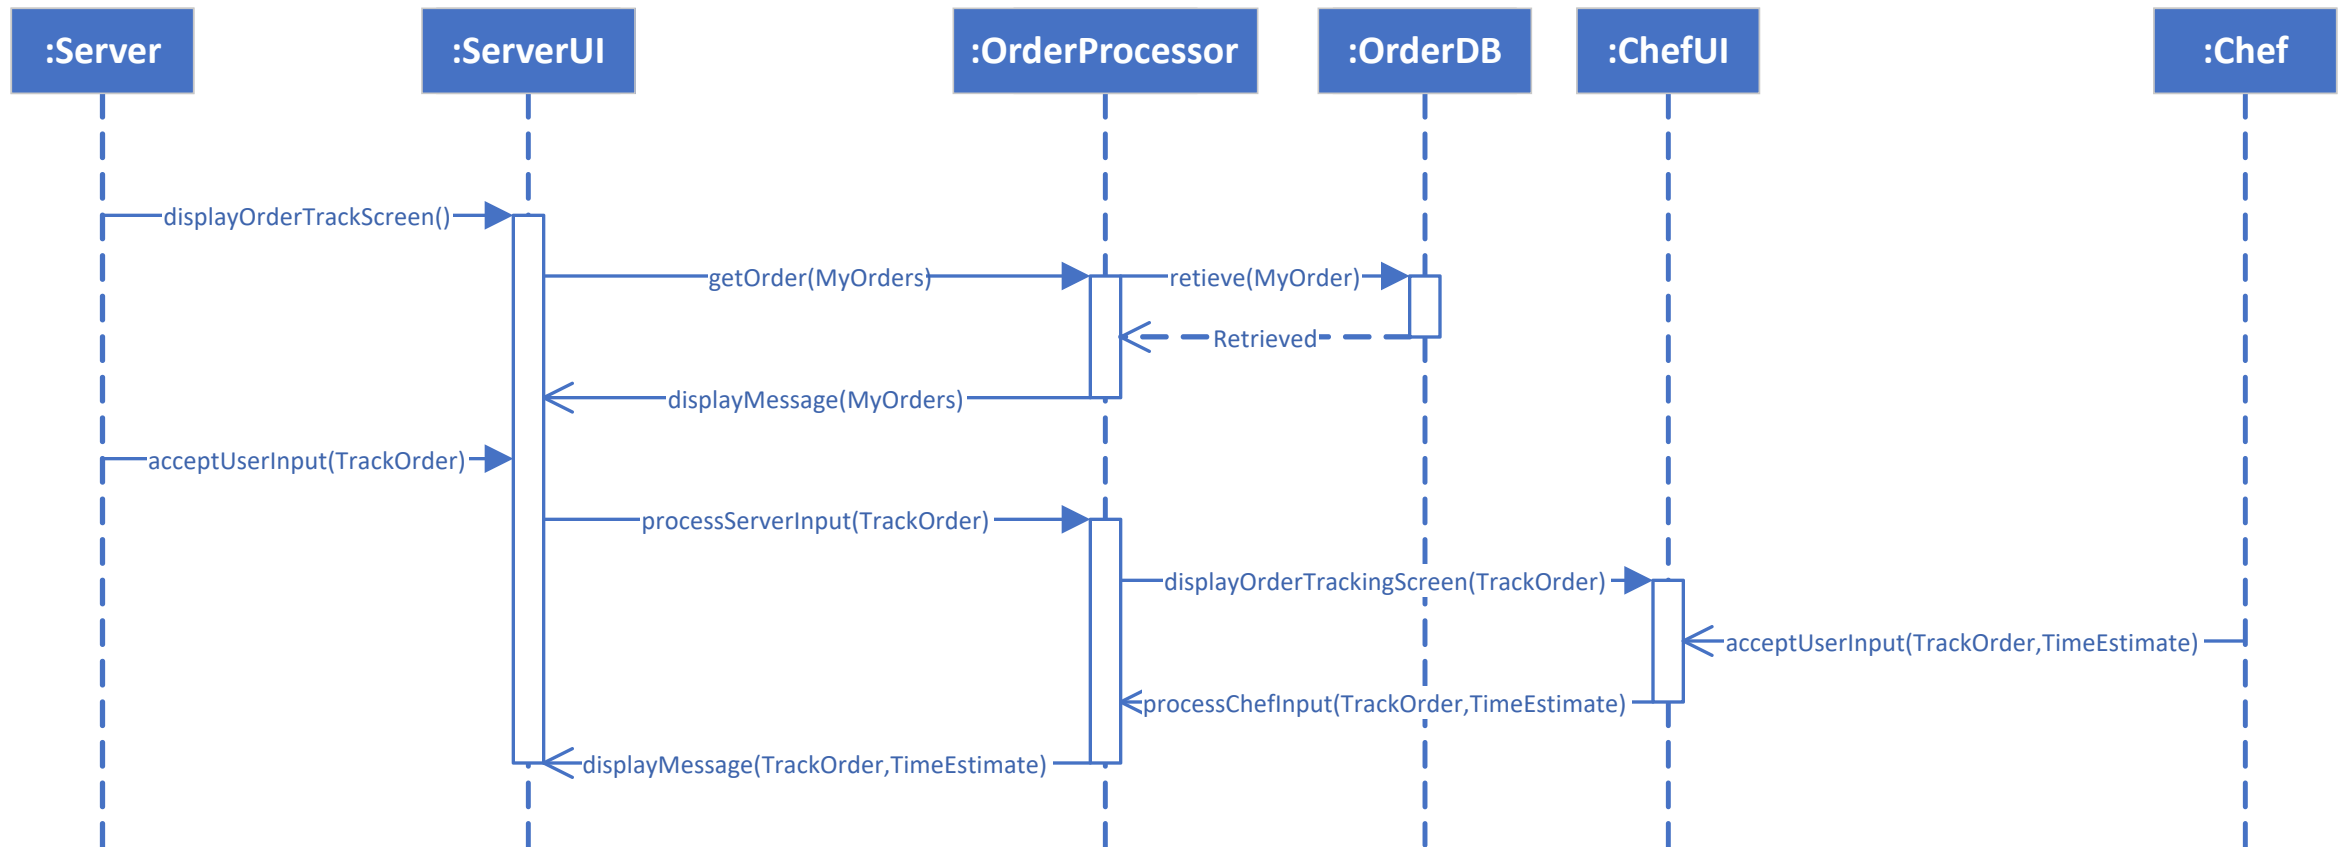 :Server
:ServerUI
:OrderProcessor
:OrderDB
:ChefUI
:Chef
displayOrderTrackScreen()
getOrder(MyOrders)
retieve(MyOrder)
Retrieved
displayMessage(MyOrders)
acceptUserInput(TrackOrder)
processServerInput(TrackOrder)
displayOrderTrackingScreen(TrackOrder)
acceptUserInput(TrackOrder,TimeEstimate)
processChefInput(TrackOrder,TimeEstimate)
displayMessage(TrackOrder,TimeEstimate)